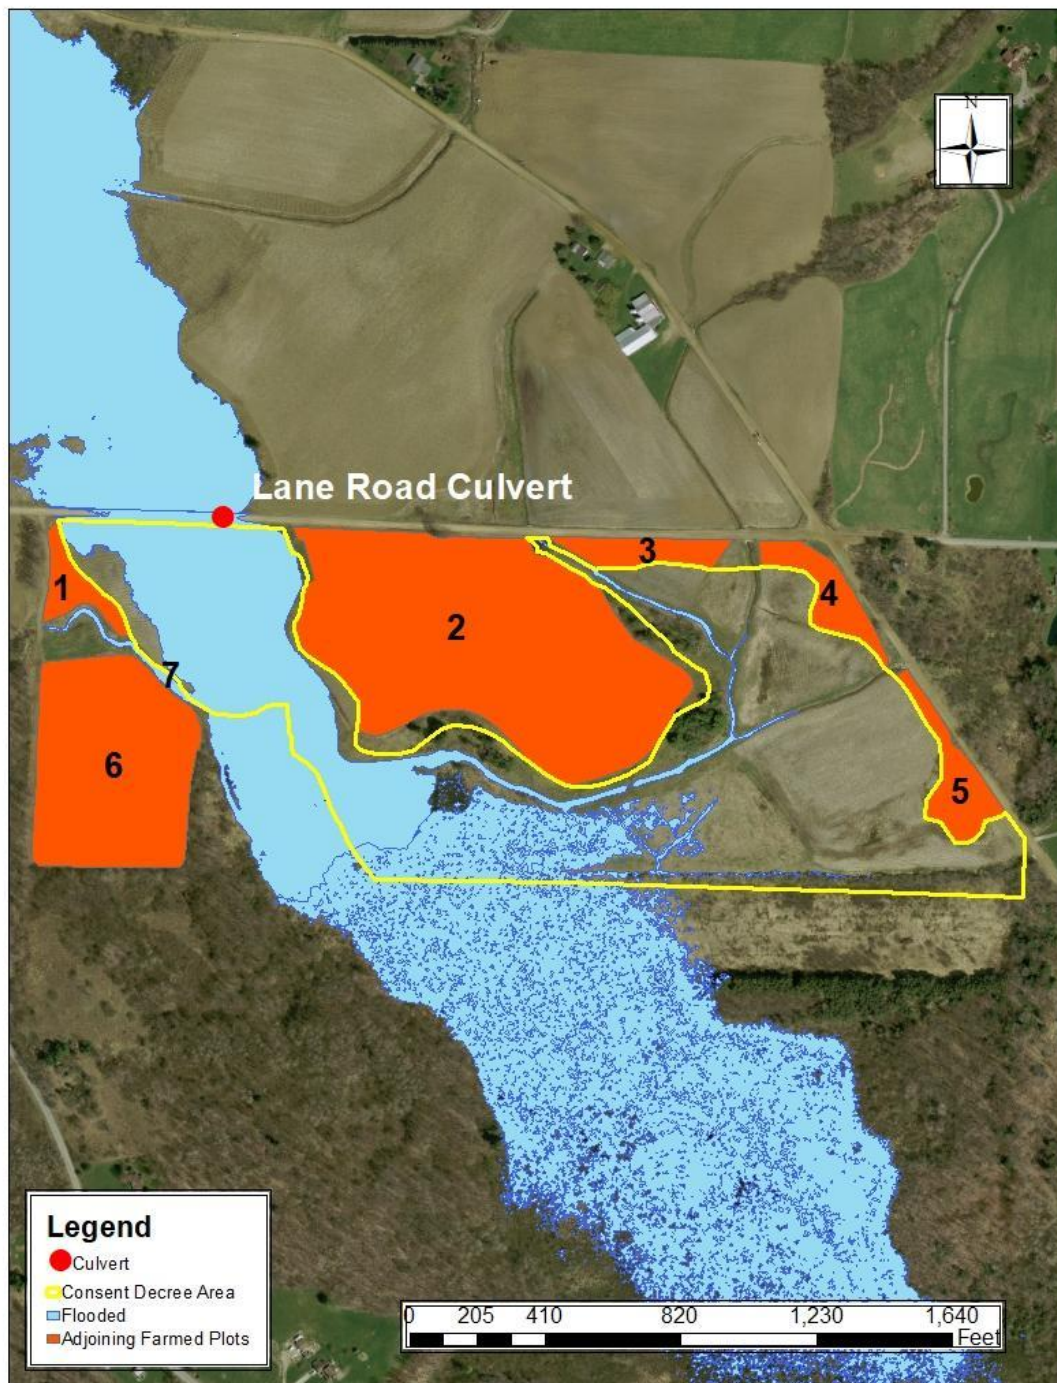 N
Lane Road Culvert
1
2
3
4
5
6
7
Legend
Culvert
Consent Decree Area
Flooded
Adjoining Farmed Plots
0 205 410 820 1,230 1,640
Feet